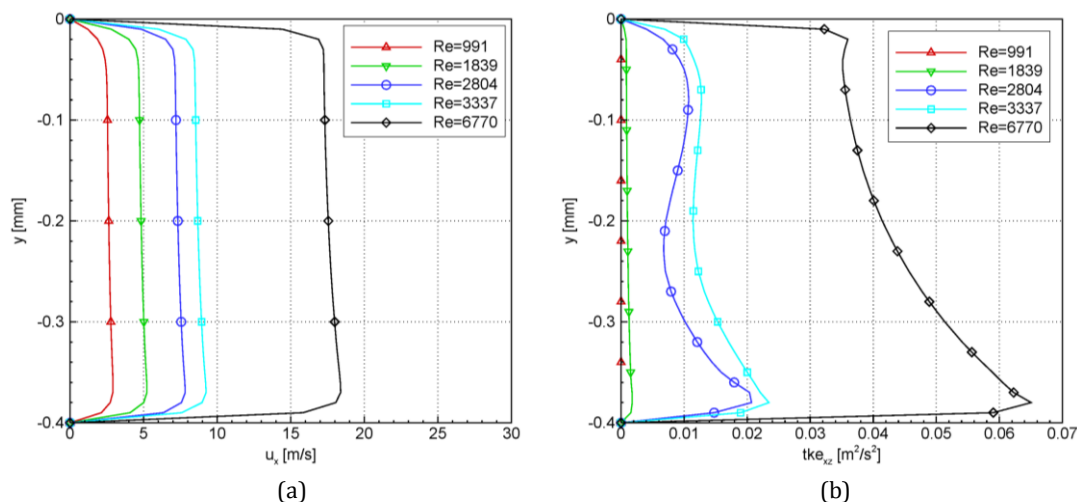 0
-0.1
-0.2
-0.3
-0.4
y [mm]
0 5 10 15 20 25 30
u_x [m/s]
Re=991
Re=1839
Re=2804
Re=3337
Re=6770
(a)
0
-0.1
-0.2
-0.3
-0.4
y [mm]
0 0.01 0.02 0.03 0.04 0.05 0.06 0.07
tke_xz [m²/s²]
Re=991
Re=1839
Re=2804
Re=3337
Re=6770
(b)